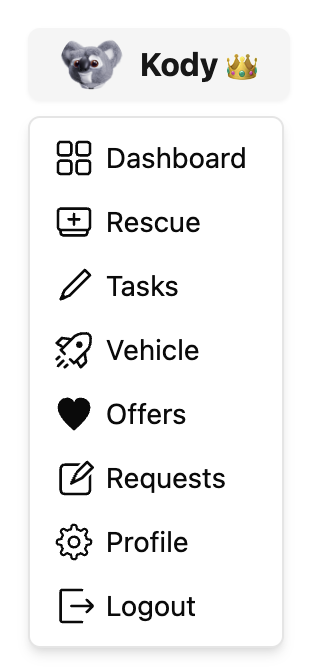 Kody 👑
Dashboard
Rescue
Tasks
Vehicle
Offers
Requests
Profile
Logout